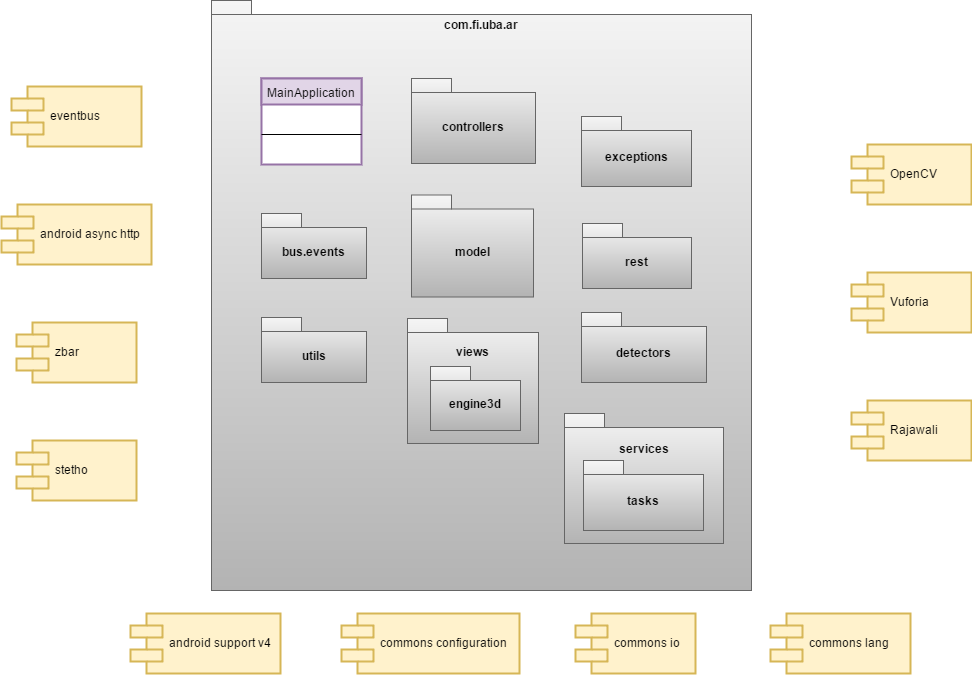 com.fi.uba.ar
MainApplication
controllers
exceptions
bus.events
model
rest
utils
views
engine3d
detectors
services
tasks
eventbus
android async http
zbar
stetho
OpenCV
Vuforia
Rajawali
android support v4
commons configuration
commons io
commons lang